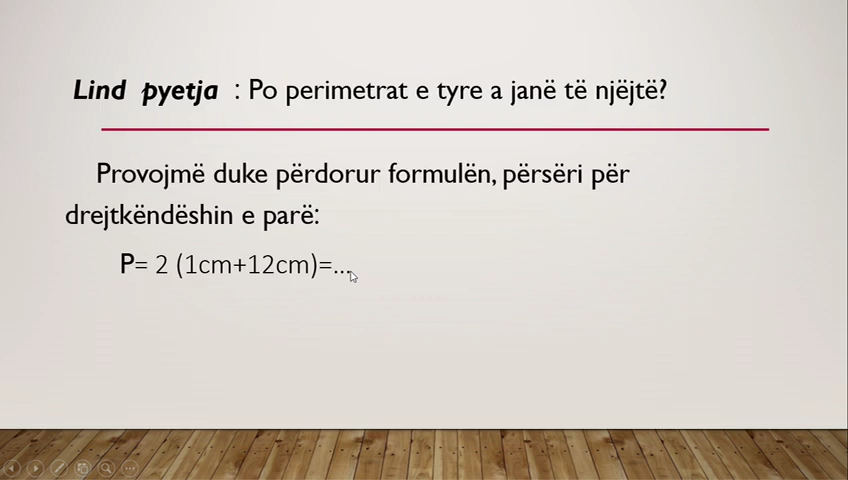 Lind pyetja : Po perimetrat e tyre a janë të njëjtë?
Provojmë duke përdorur formulën, përsëri për
drejtkëndëshin e parë:
P= 2 (1cm+12cm)=...